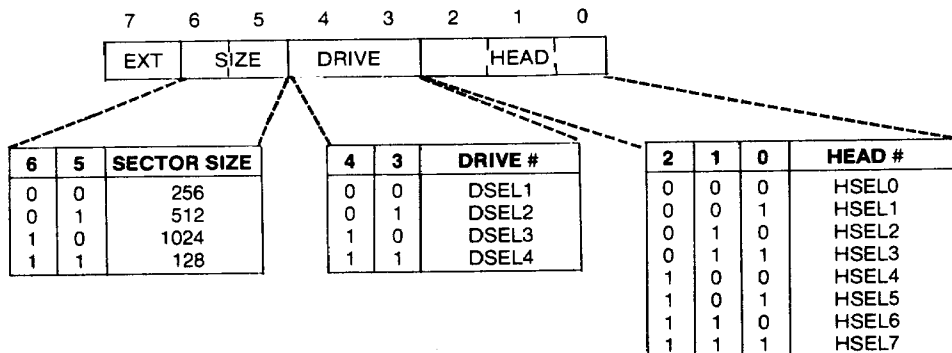 7 6 5 4 3 2 1 0
EXT SIZE DRIVE HEAD
6 5 SECTOR SIZE
0 0 256
0 1 512
1 0 1024
1 1 128
4 3 DRIVE #
0 0 DSEL1
0 1 DSEL2
1 0 DSEL3
1 1 DSEL4
2 1 0 HEAD #
0 0 0 HSEL0
0 0 1 HSEL1
0 1 0 HSEL2
0 1 1 HSEL3
1 0 0 HSEL4
1 0 1 HSEL5
1 1 0 HSEL6
1 1 1 HSEL7